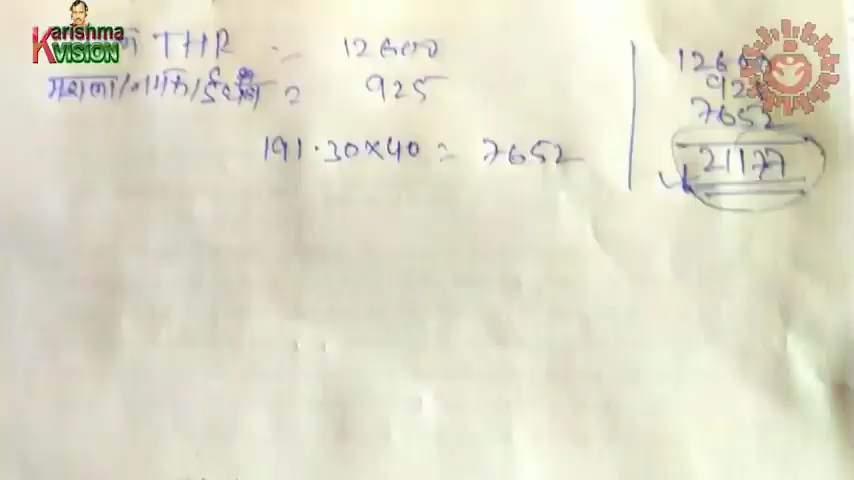 Karishma
VISION
THR :- 12600
मसाला/नाफि/ईंधन = 925
191.30x40 = 7652
12600
925
7652
21177